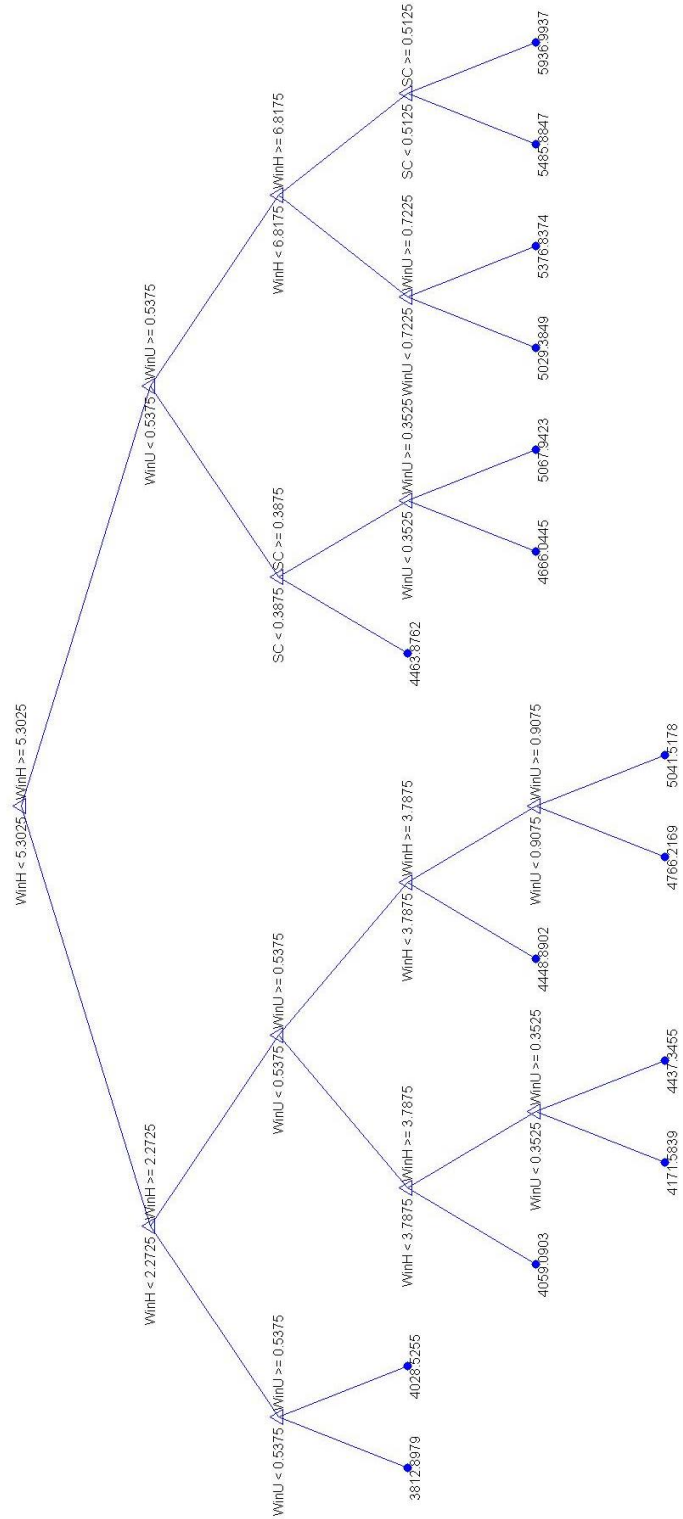 WinH < 5.3025 WinH >= 5.3025
WinH < 2.2725 WinH >= 2.2725
WinU < 0.5375 WinU >= 0.5375
WinU < 0.5375 WinU >= 0.5375
WinU < 0.5375 WinU >= 0.5375
SC < 0.3875 SC >= 0.3875
WinH < 6.8175 WinH >= 6.8175
3812.8979
4028.5255
WinH < 3.7875 WinH >= 3.7875
WinH < 3.7875 WinH >= 3.7875
4463.8762
WinU < 0.3525 WinU >= 0.3525
WinU < 0.7225 WinU >= 0.7225
SC < 0.5125 SC >= 0.5125
4059.0903
WinU < 0.3525 WinU >= 0.3525
4448.8902
WinU < 0.9075 WinU >= 0.9075
4666.0445
5067.9423
5029.3849
5376.8374
5485.8847
5936.9937
4171.5839
4437.3455
4766.2169
5041.5178